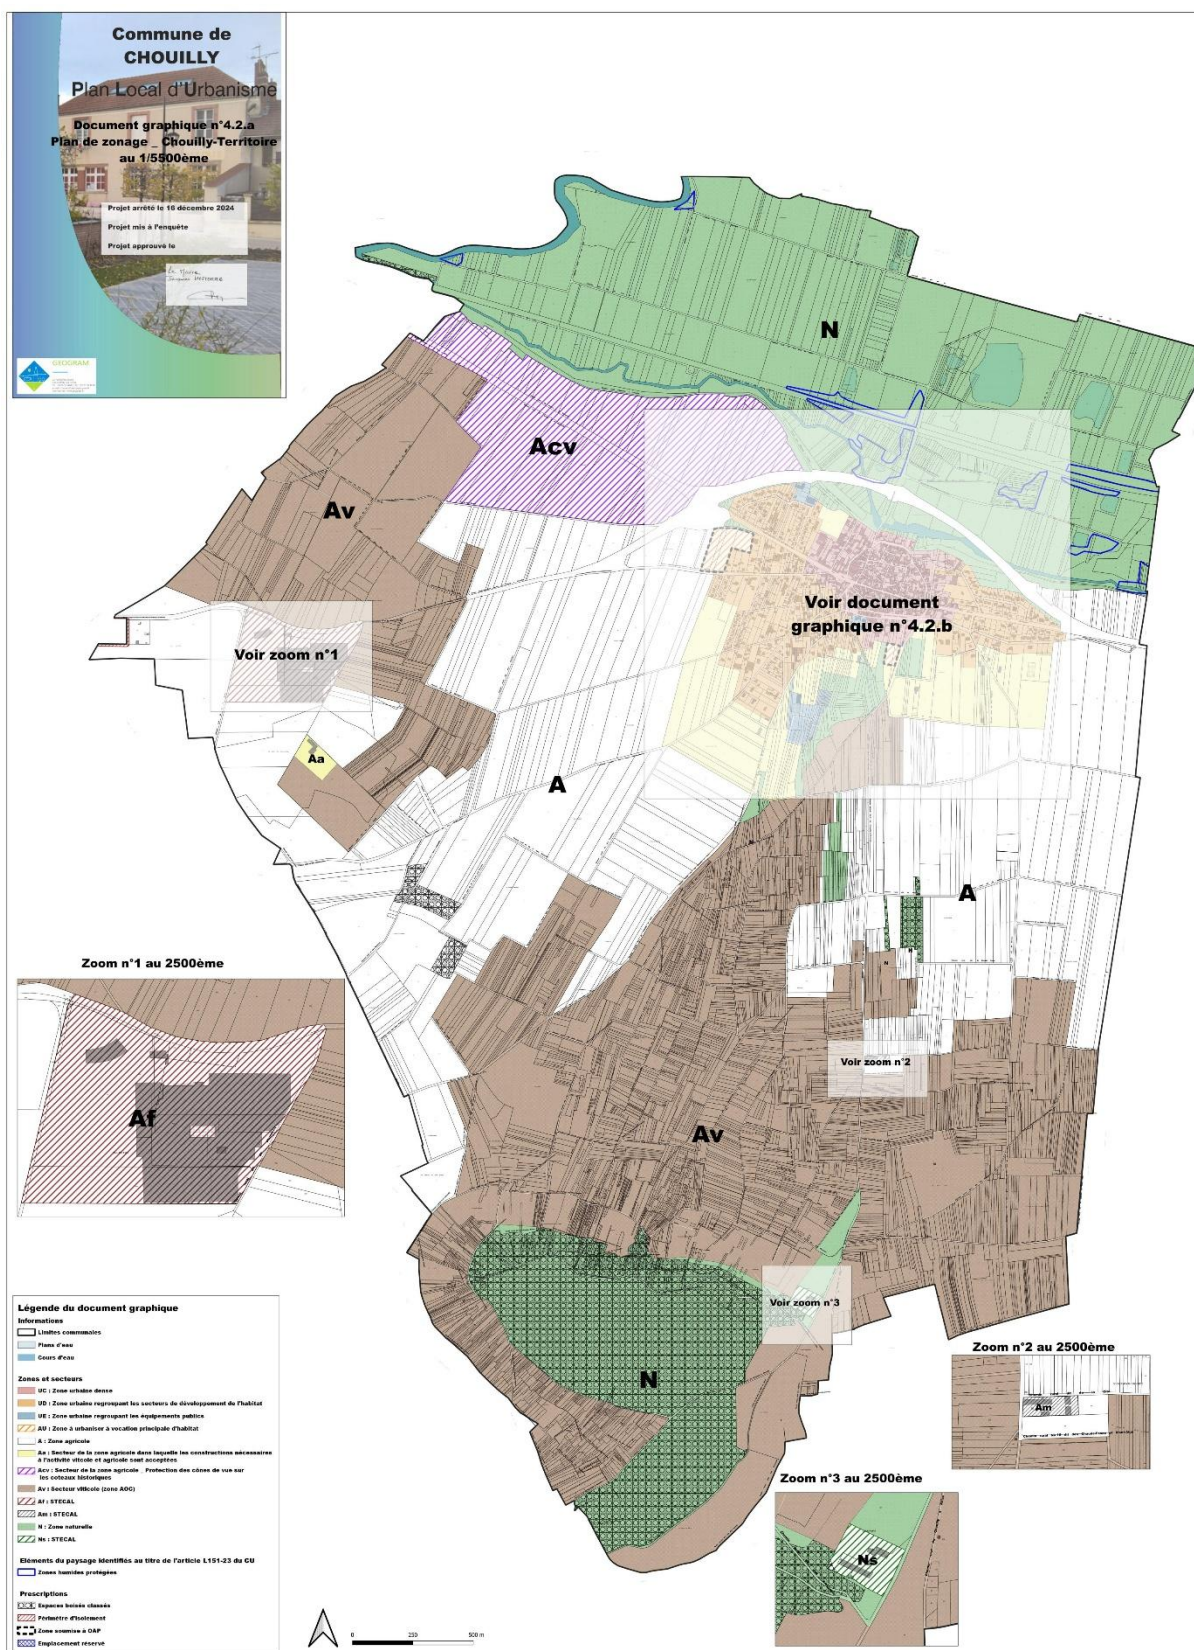 Commune de
CHOUILLY
Plan Local d'Urbanisme
Document graphique n°4.2.a
Plan de zonage _ Chouilly-Territoire
au 1/5500ème
Projet arrêté le 16 décembre 2024
Projet mis à l'enquête
Projet approuvé le
Le Maire
GEOGRAM
N
Acv
Av
Voir document
graphique n°4.2.b
Voir zoom n°1
Aa
A
A
Zoom n°1 au 2500ème
N
N
Voir zoom n°2
Af
Av
Voir zoom n°3
N
Zoom n°2 au 2500ème
Am
Zoom n°3 au 2500ème
Ns
Légende du document graphique
Informations
Limites communales
Plans d'eau
Cours d'eau
Zones et secteurs
UC : Zone urbaine dense
UD : Zone urbaine regroupant les secteurs de développement de l'habitat
UE : Zone urbaine regroupant les équipements publics
AU : Zone à urbaniser à vocation principale d'habitat
A : Zone agricole
Aa : Secteur de la zone agricole dans laquelle les constructions nécessaires
à l'activité viticole et agricole sont acceptées
Acv : Secteur de la zone agricole _ Protection des cônes de vue sur
les coteaux historiques
Av : Secteur viticole (zone AOC)
Af : STECAL
Am : STECAL
N : Zone naturelle
Ns : STECAL
Eléments du paysage identifiés au titre de l'article L151-23 du CU
Zones humides protégées
Prescriptions
Espaces boisés classés
Périmètre d'isolement
Zone soumise à OAP
Emplacement réservé
0 250 500 m